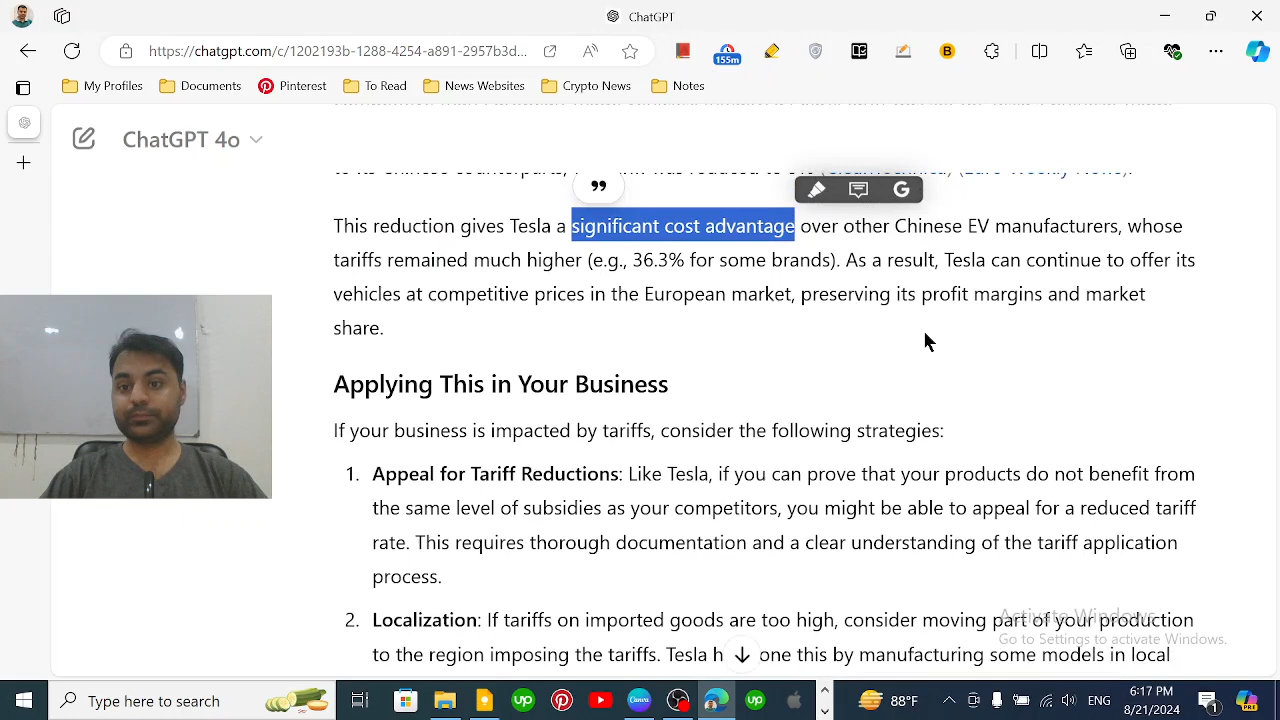 ChatGPT
https://chatgpt.com/c/1202193b-1288-4254-a891-2957b3d...
155m
B
My Profiles
Documents
Pinterest
To Read
News Websites
Crypto News
Notes
ChatGPT 4o
This reduction gives Tesla a significant cost advantage over other Chinese EV manufacturers, whose
tariffs remained much higher (e.g., 36.3% for some brands). As a result, Tesla can continue to offer its
vehicles at competitive prices in the European market, preserving its profit margins and market
share.
Applying This in Your Business
If your business is impacted by tariffs, consider the following strategies:
1. Appeal for Tariff Reductions: Like Tesla, if you can prove that your products do not benefit from
the same level of subsidies as your competitors, you might be able to appeal for a reduced tariff
rate. This requires thorough documentation and a clear understanding of the tariff application
process.
2. Localization: If tariffs on imported goods are too high, consider moving part of your production
to the region imposing the tariffs. Tesla h one this by manufacturing some models in local
Activate Windows
Go to Settings to activate Windows.
Type here to search
88°F
ENG
6:17 PM
8/21/2024